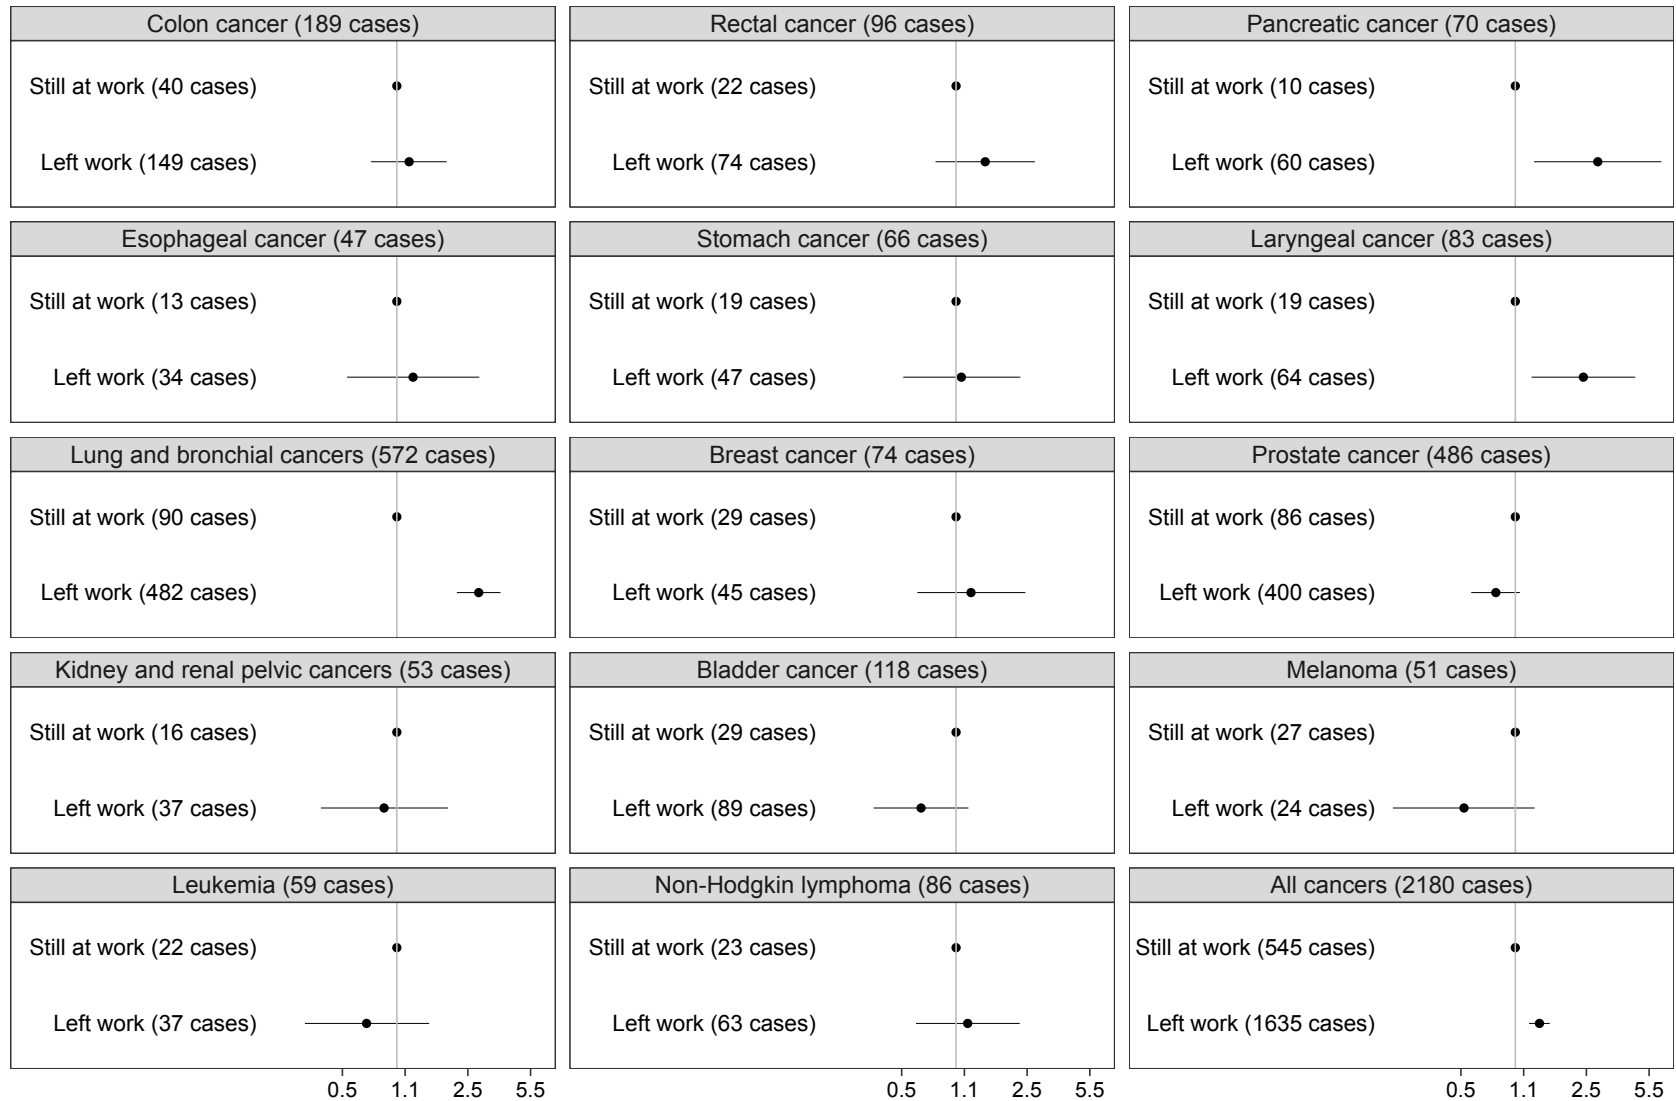 Colon cancer (189 cases)
Still at work (40 cases)
Left work (149 cases)
Rectal cancer (96 cases)
Still at work (22 cases)
Left work (74 cases)
Pancreatic cancer (70 cases)
Still at work (10 cases)
Left work (60 cases)
Esophageal cancer (47 cases)
Still at work (13 cases)
Left work (34 cases)
Stomach cancer (66 cases)
Still at work (19 cases)
Left work (47 cases)
Laryngeal cancer (83 cases)
Still at work (19 cases)
Left work (64 cases)
Lung and bronchial cancers (572 cases)
Still at work (90 cases)
Left work (482 cases)
Breast cancer (74 cases)
Still at work (29 cases)
Left work (45 cases)
Prostate cancer (486 cases)
Still at work (86 cases)
Left work (400 cases)
Kidney and renal pelvic cancers (53 cases)
Still at work (16 cases)
Left work (37 cases)
Bladder cancer (118 cases)
Still at work (29 cases)
Left work (89 cases)
Melanoma (51 cases)
Still at work (27 cases)
Left work (24 cases)
Leukemia (59 cases)
Still at work (22 cases)
Left work (37 cases)
Non-Hodgkin lymphoma (86 cases)
Still at work (23 cases)
Left work (63 cases)
All cancers (2180 cases)
Still at work (545 cases)
Left work (1635 cases)
0.5 1.1 2.5 5.5
0.5 1.1 2.5 5.5
0.5 1.1 2.5 5.5